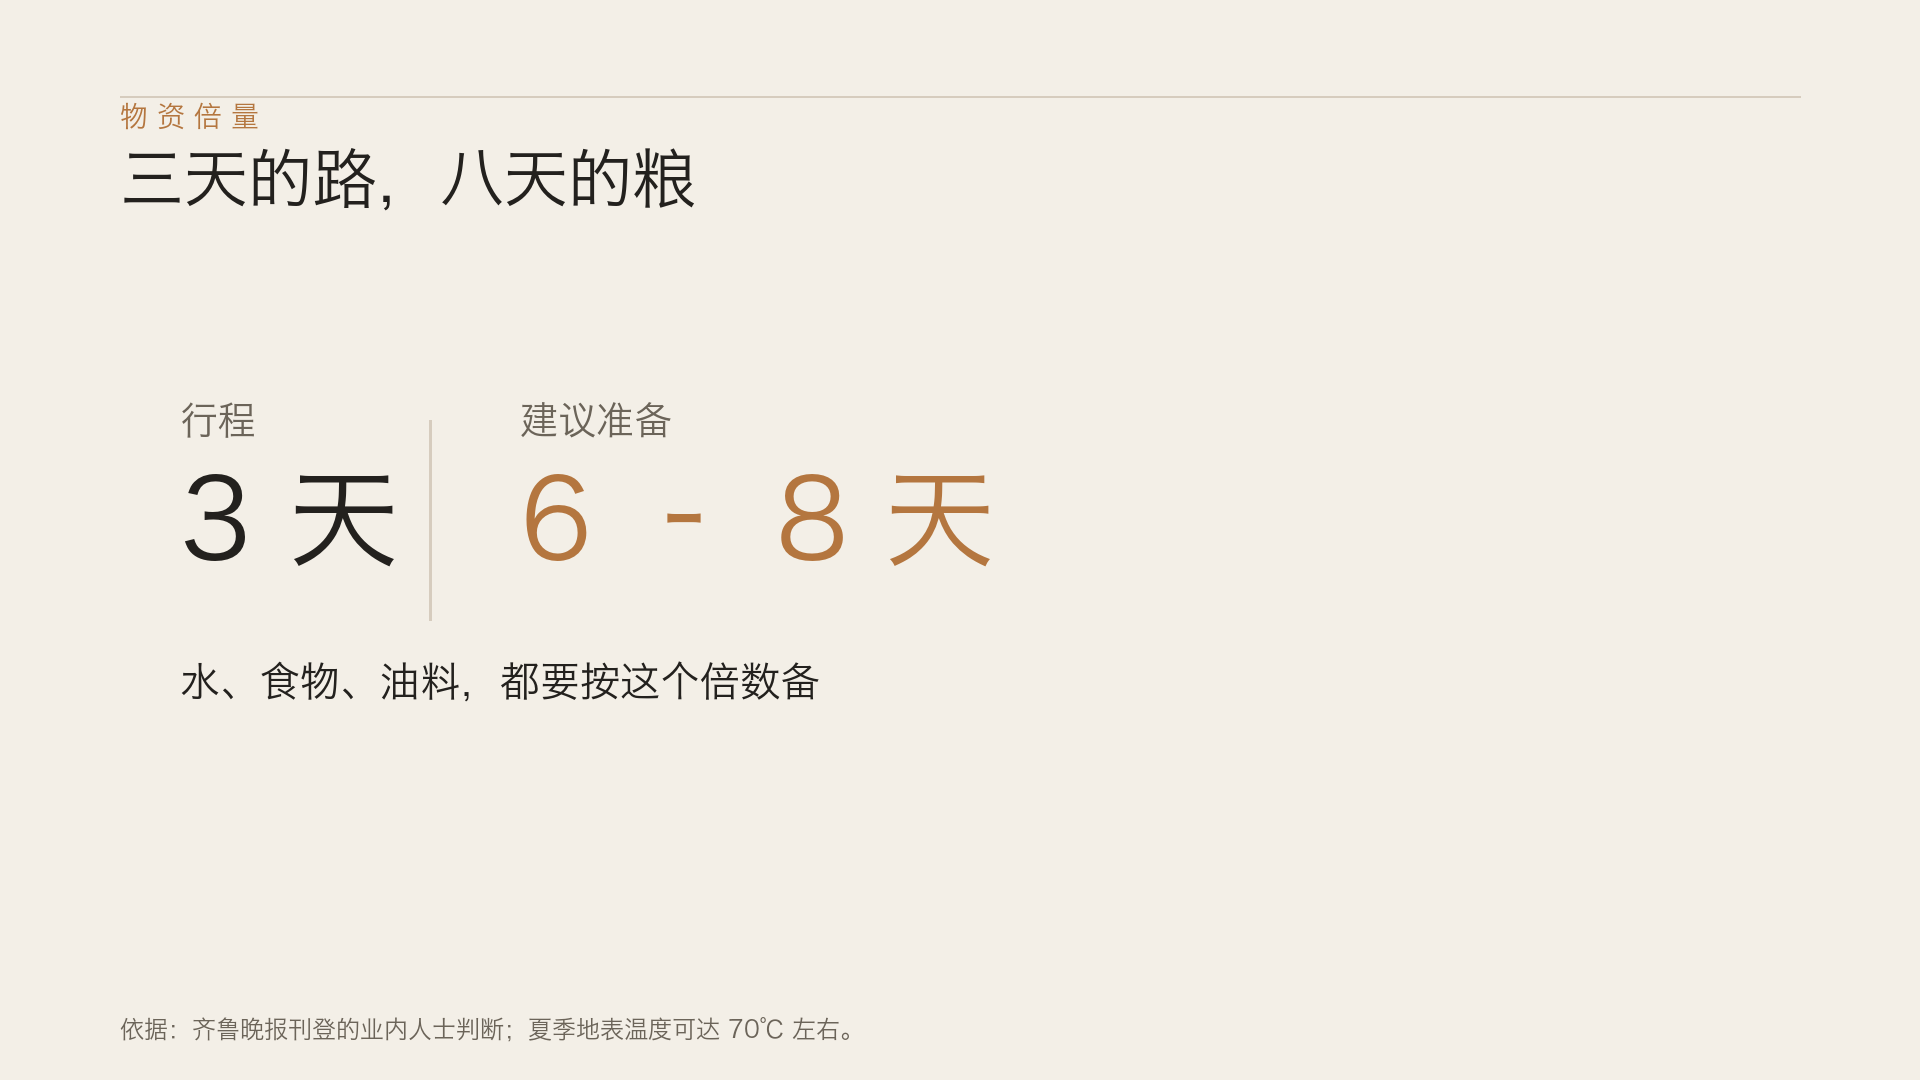 物资倍量
三天的路，八天的粮
行程
建议准备
3 天
6 - 8 天
水、食物、油料，都要按这个倍数备
依据：齐鲁晚报刊登的业内人士判断；夏季地表温度可达 70℃ 左右。